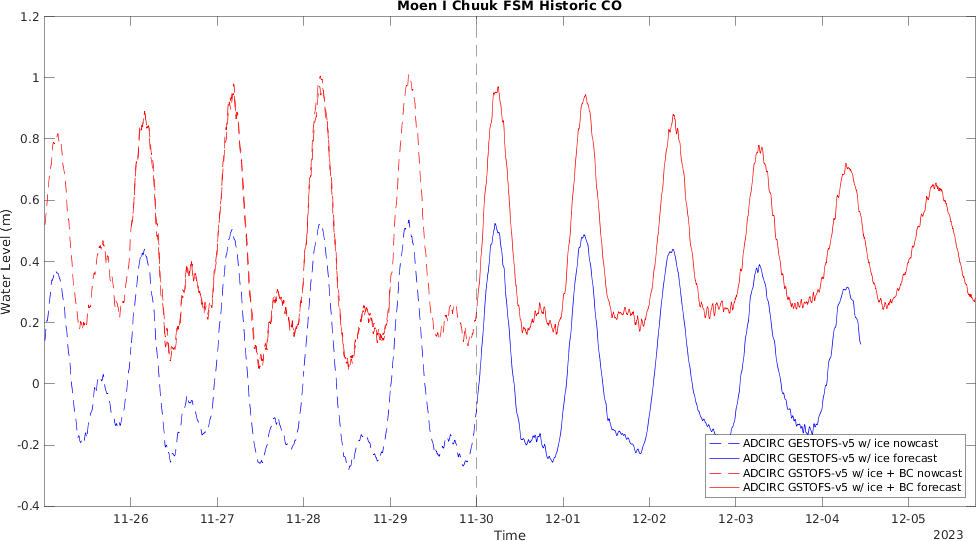 Moen I Chuuk FSM Historic CO
1.2
1
0.8
0.6
0.4
0.2
0
-0.2
-0.4
Water Level (m)
ADCIRC GESTOFS-v5 w/ ice nowcast
ADCIRC GESTOFS-v5 w/ ice forecast
ADCIRC GSTOFS-v5 w/ ice + BC nowcast
ADCIRC GSTOFS-v5 w/ ice + BC forecast
11-26 11-27 11-28 11-29 11-30 12-01 12-02 12-03 12-04 12-05
Time
2023